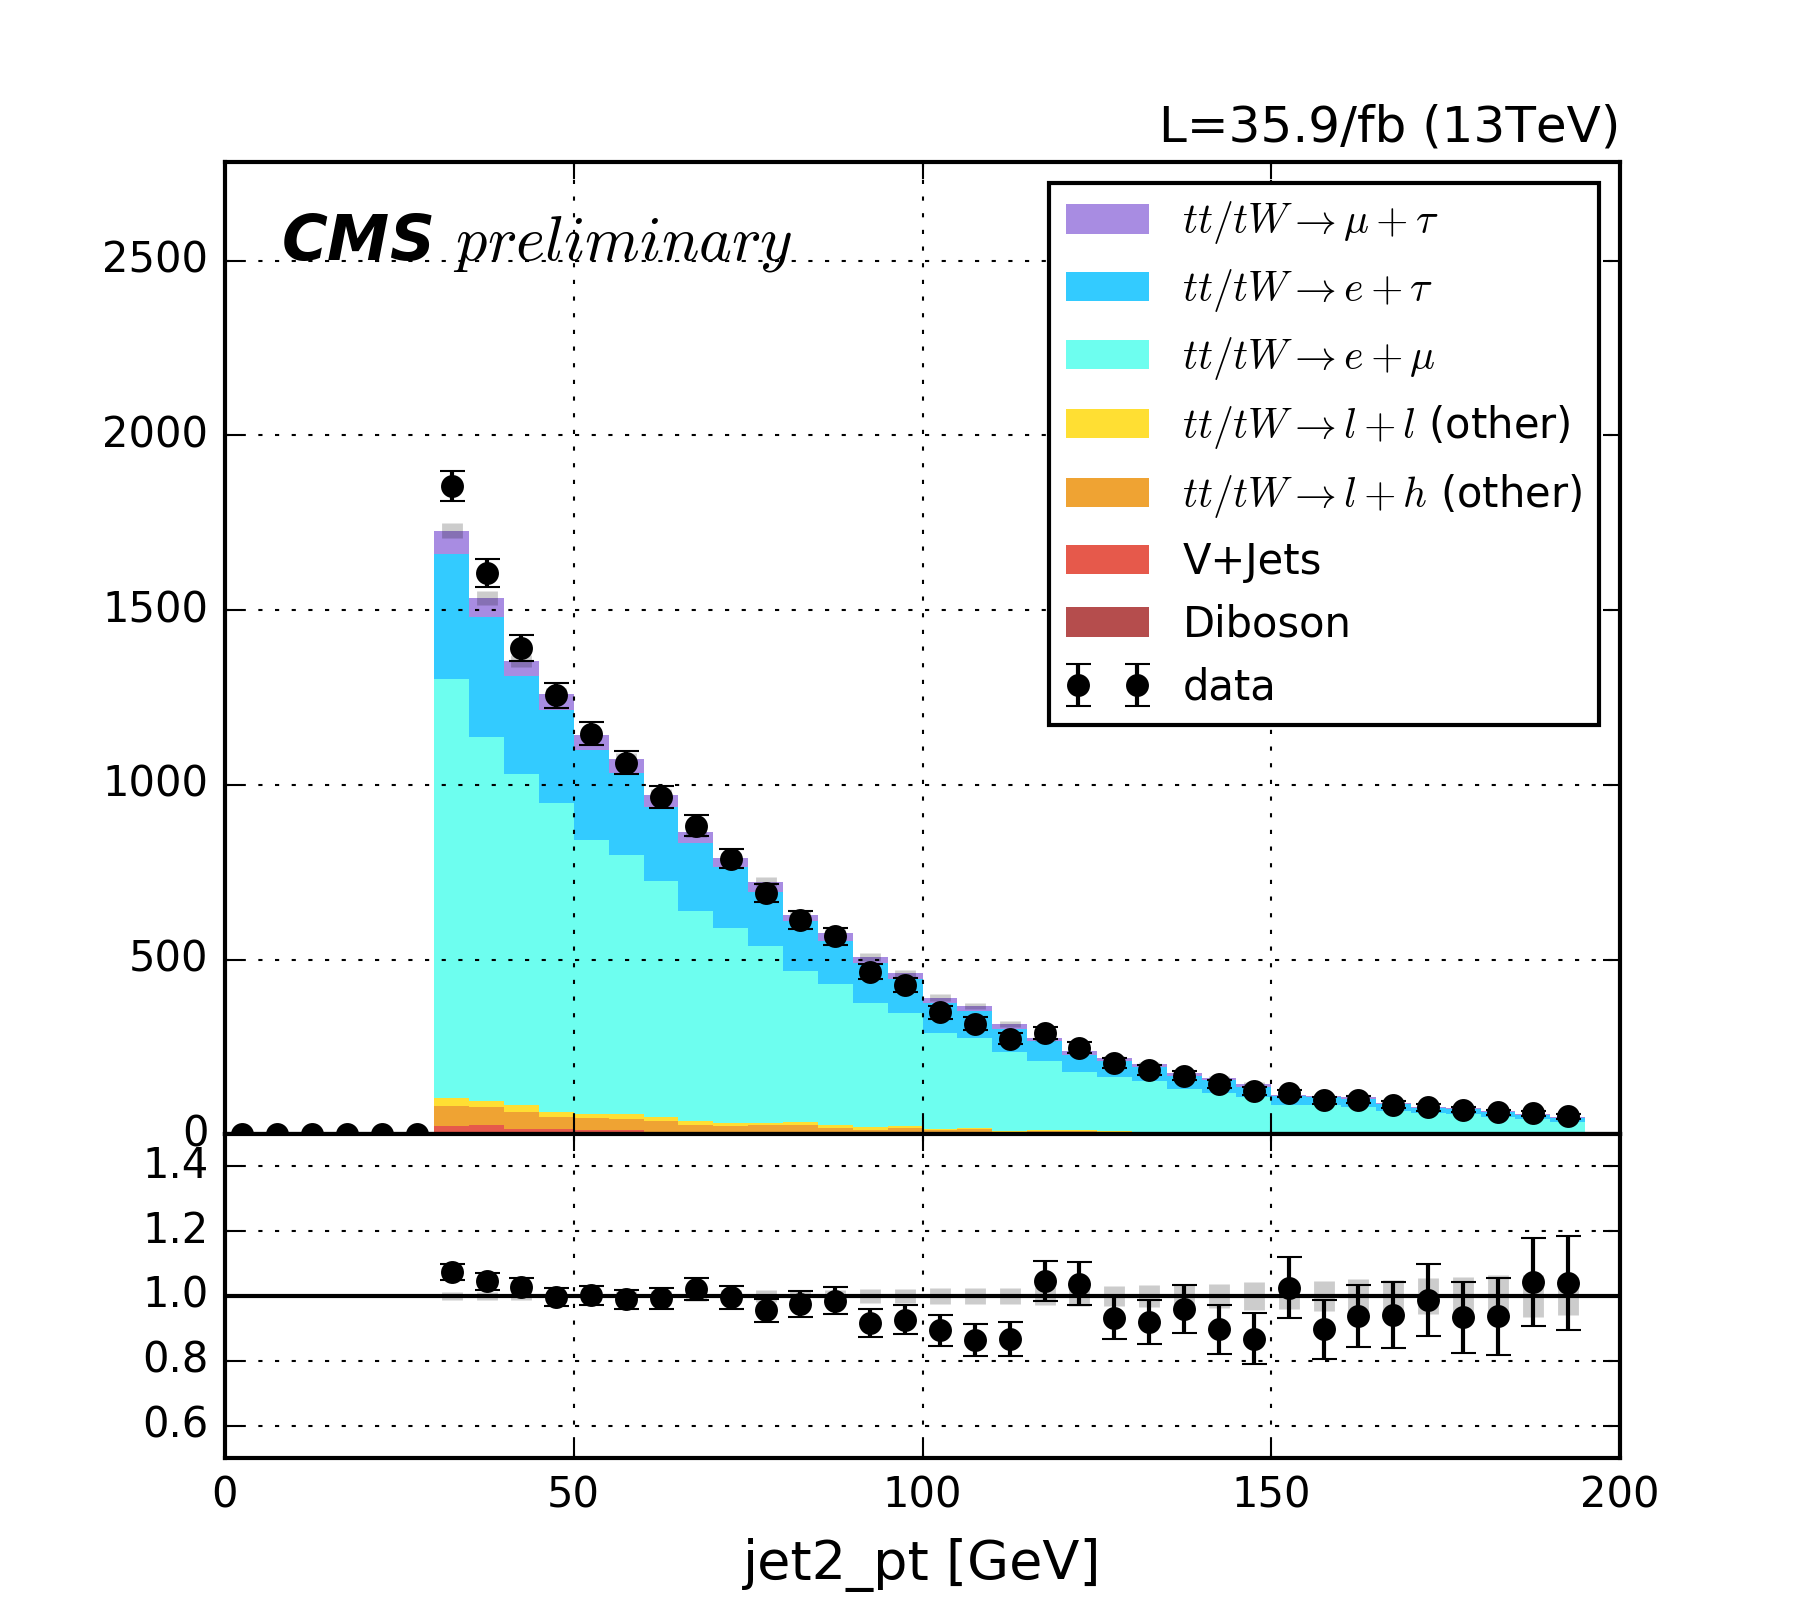 L=35.9/fb (13TeV)
CMS preliminary
tt/tW→μ+τ
tt/tW→e+τ
tt/tW→e+μ
tt/tW→l+l (other)
tt/tW→l+h (other)
V+Jets
Diboson
data
2500
2000
1500
1000
500
0
1.4
1.2
1.0
0.8
0.6
0 50 100 150 200
jet2_pt [GeV]